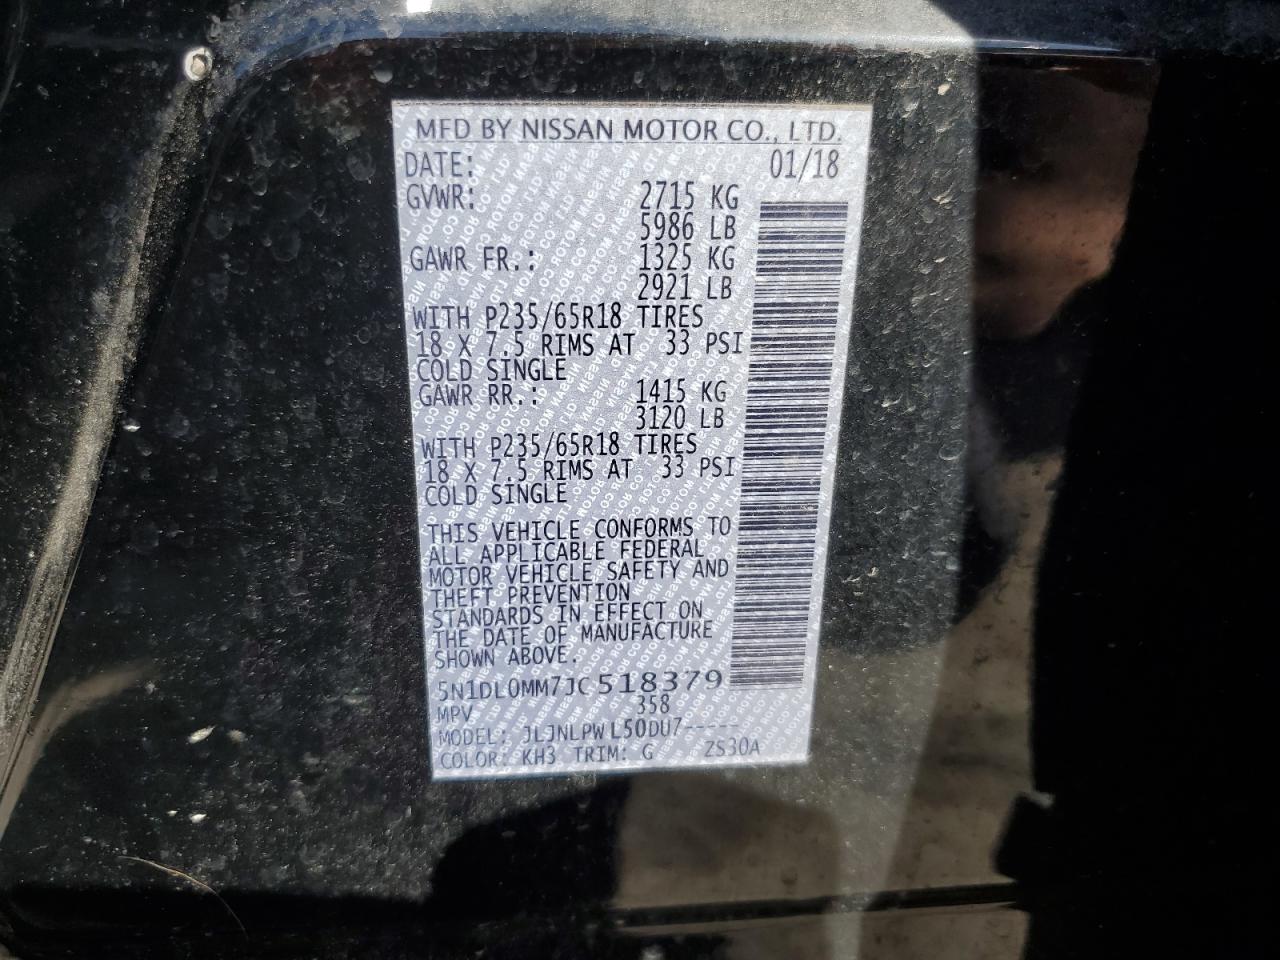 MFD BY NISSAN MOTOR CO., LTD.
DATE: 01/18
GVWR: 2715 KG
5986 LB
GAWR FR.: 1325 KG
2921 LB
WITH P235/65R18 TIRES
18 X 7.5 RIMS AT 33 PSI
COLD SINGLE
GAWR RR.: 1415 KG
3120 LB
WITH P235/65R18 TIRES
18 X 7.5 RIMS AT 33 PSI
COLD SINGLE
THIS VEHICLE CONFORMS TO
ALL APPLICABLE FEDERAL
MOTOR VEHICLE SAFETY AND
THEFT PREVENTION
STANDARDS IN EFFECT ON
THE DATE OF MANUFACTURE
SHOWN ABOVE.
5N1DL0MM7JC518379
MPV 358
MODEL: JLJNLPW L50DU7-----
COLOR: KH3 TRIM: G ZS30A